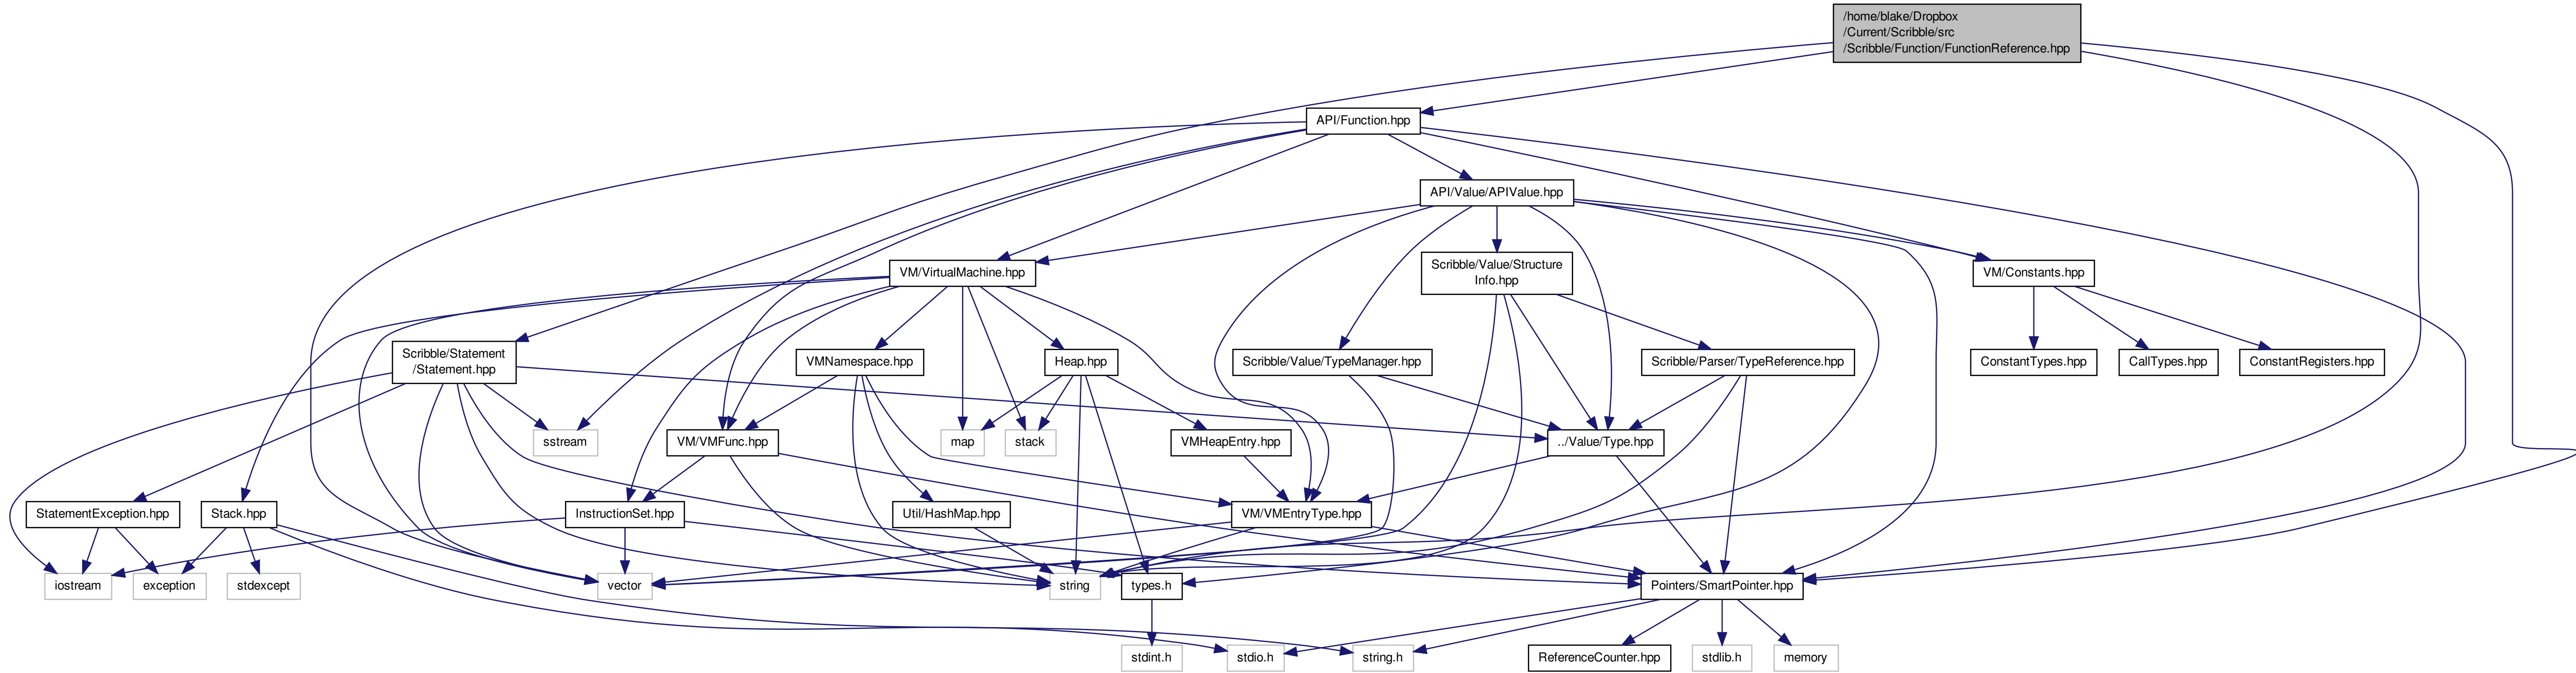 /home/blake/Dropbox
/Current/Scribble/src
/Scribble/Function/FunctionReference.hpp
API/Function.hpp
API/Value/APIValue.hpp
VM/VirtualMachine.hpp
Scribble/Value/Structure
Info.hpp
VM/Constants.hpp
Scribble/Statement
/Statement.hpp
VMNamespace.hpp
Heap.hpp
Scribble/Value/TypeManager.hpp
Scribble/Parser/TypeReference.hpp
ConstantTypes.hpp
CallTypes.hpp
ConstantRegisters.hpp
sstream
VM/VMFunc.hpp
map
stack
VMHeapEntry.hpp
../Value/Type.hpp
StatementException.hpp
Stack.hpp
InstructionSet.hpp
Util/HashMap.hpp
VM/VMEntryType.hpp
iostream
exception
stdexcept
vector
string
types.h
Pointers/SmartPointer.hpp
stdint.h
stdio.h
string.h
ReferenceCounter.hpp
stdlib.h
memory